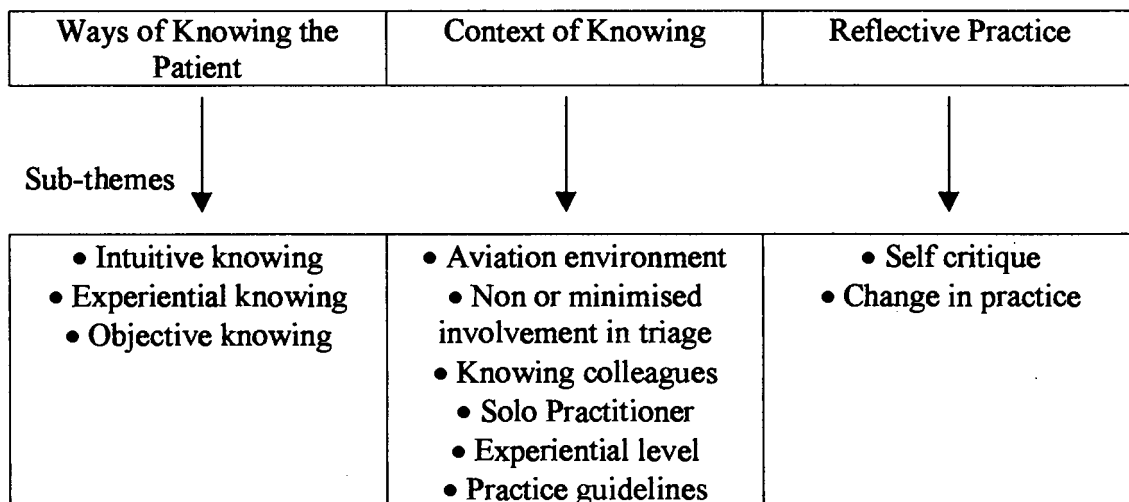 Ways of Knowing the
Patient
Context of Knowing
Reflective Practice
Sub-themes
• Intuitive knowing
• Experiential knowing
• Objective knowing
• Aviation environment
• Non or minimised
involvement in triage
• Knowing colleagues
• Solo Practitioner
• Experiential level
• Practice guidelines
• Self critique
• Change in practice